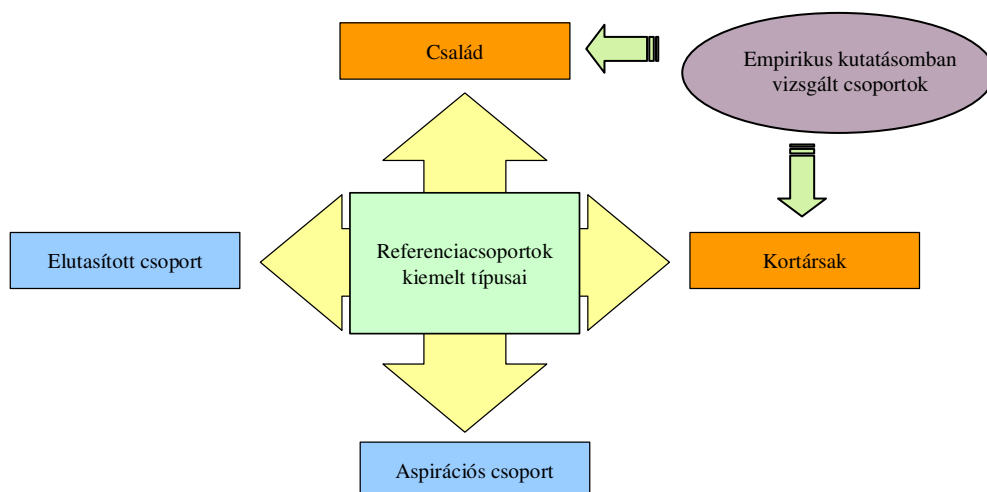 Család
Empirikus kutatásomban
vizsgált csoportok
Elutasított csoport
Referenciacsoportok
kiemelt típusai
Kortársak
Aspirációs csoport